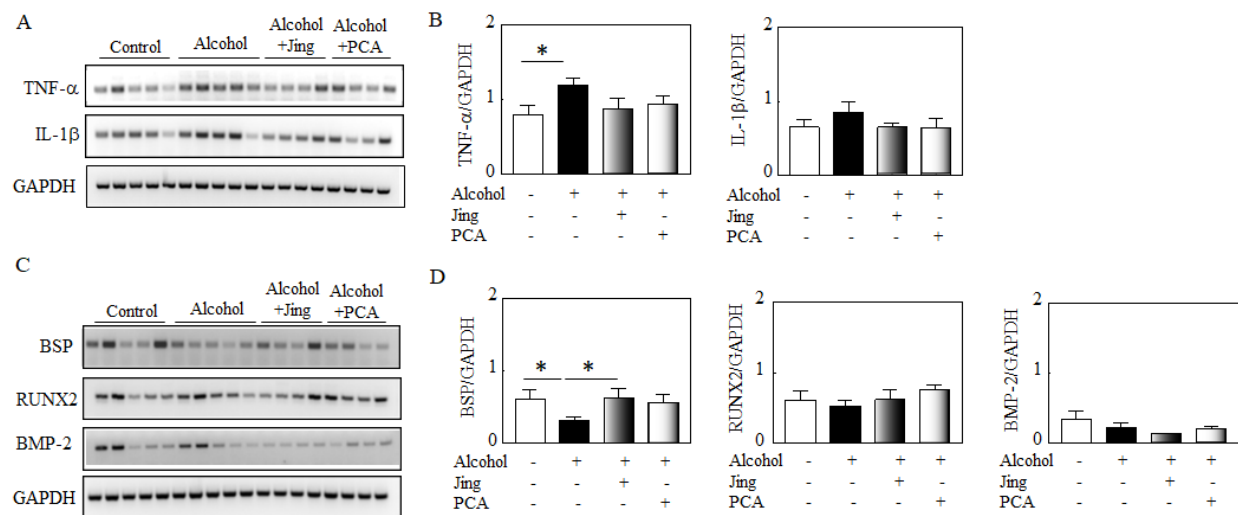 A
Control
Alcohol
Alcohol
+Jing
Alcohol
+PCA
TNF-α
IL-1β
GAPDH
B
TNF-α/GAPDH
2
1
0
*
Alcohol - + + +
Jing - - + -
PCA - - - +
IL-1β/GAPDH
2
1
0
- + + +
- - + -
- - - +
C
Control
Alcohol
Alcohol
+Jing
Alcohol
+PCA
BSP
RUNX2
BMP-2
GAPDH
D
BSP/GAPDH
2
1
0
* *
Alcohol - + + +
Jing - - + -
PCA - - - +
RUNX2/GAPDH
2
1
0
Alcohol - + + +
Jing - - + -
PCA - - - +
BMP-2/GAPDH
2
1
0
Alcohol - + + +
Jing - - + -
PCA - - - +